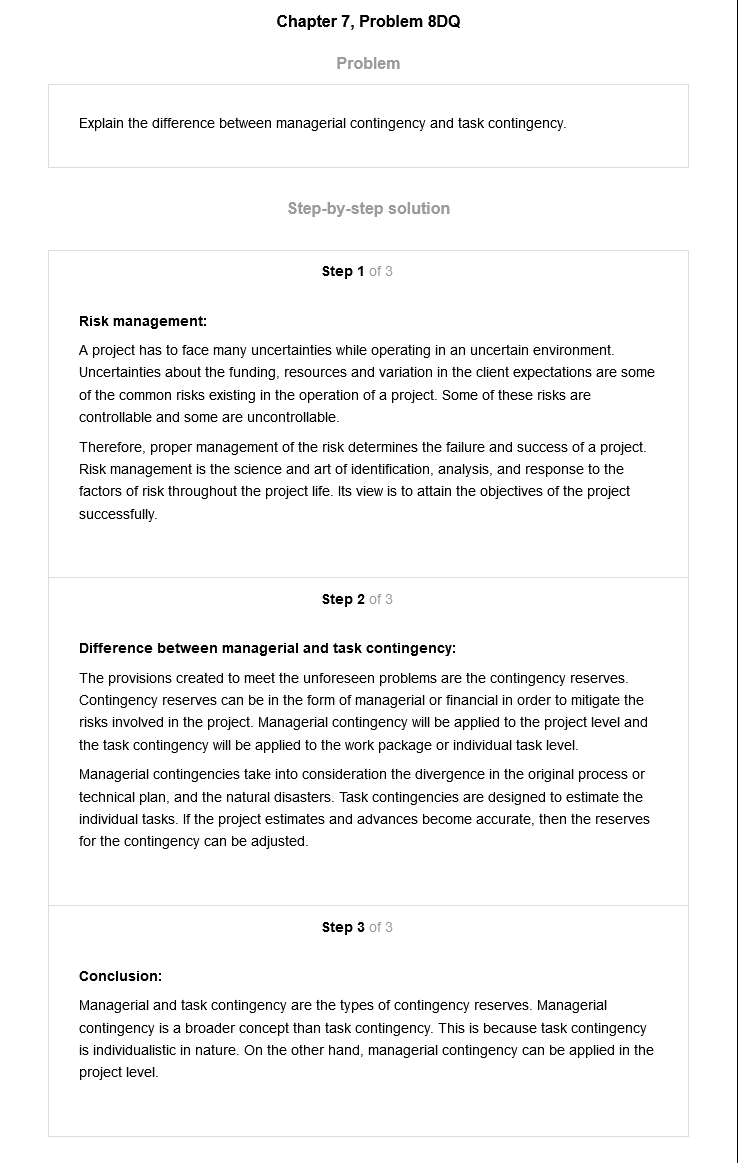 Chapter 7, Problem 8DQ
Problem
Explain the difference between managerial contingency and task contingency.
Step-by-step solution
Step 1 of 3
Risk management:
A project has to face many uncertainties while operating in an uncertain environment.
Uncertainties about the funding, resources and variation in the client expectations are some
of the common risks existing in the operation of a project. Some of these risks are
controllable and some are uncontrollable.
Therefore, proper management of the risk determines the failure and success of a project.
Risk management is the science and art of identification, analysis, and response to the
factors of risk throughout the project life. Its view is to attain the objectives of the project
successfully.
Step 2 of 3
Difference between managerial and task contingency:
The provisions created to meet the unforeseen problems are the contingency reserves.
Contingency reserves can be in the form of managerial or financial in order to mitigate the
risks involved in the project. Managerial contingency will be applied to the project level and
the task contingency will be applied to the work package or individual task level.
Managerial contingencies take into consideration the divergence in the original process or
technical plan, and the natural disasters. Task contingencies are designed to estimate the
individual tasks. If the project estimates and advances become accurate, then the reserves
for the contingency can be adjusted.
Step 3 of 3
Conclusion:
Managerial and task contingency are the types of contingency reserves. Managerial
contingency is a broader concept than task contingency. This is because task contingency
is individualistic in nature. On the other hand, managerial contingency can be applied in the
project level.